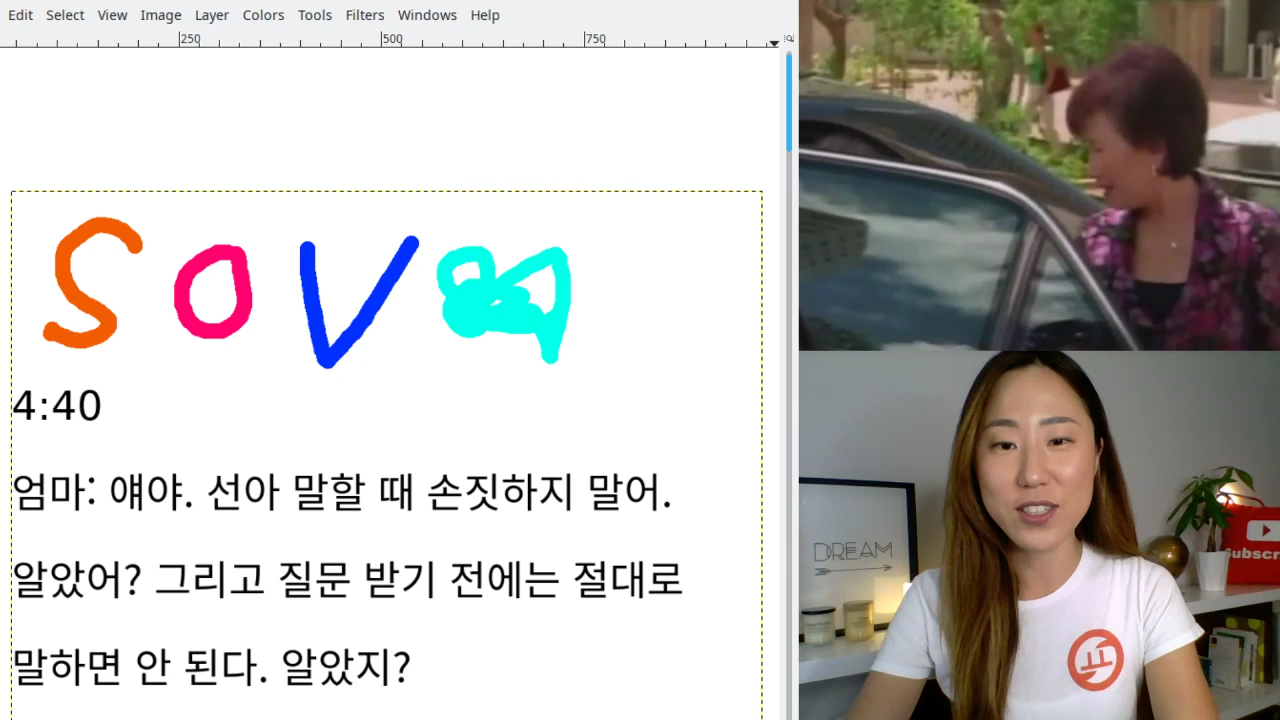 Edit Select View Image Layer Colors Tools Filters Windows Help
250 500 750
SOV
4:40
엄마: 얘야. 선아 말할 때 손짓하지 말어.
알았어? 그리고 질문 받기 전에는 절대로
말하면 안 된다. 알았지?
DREAM
Subscr